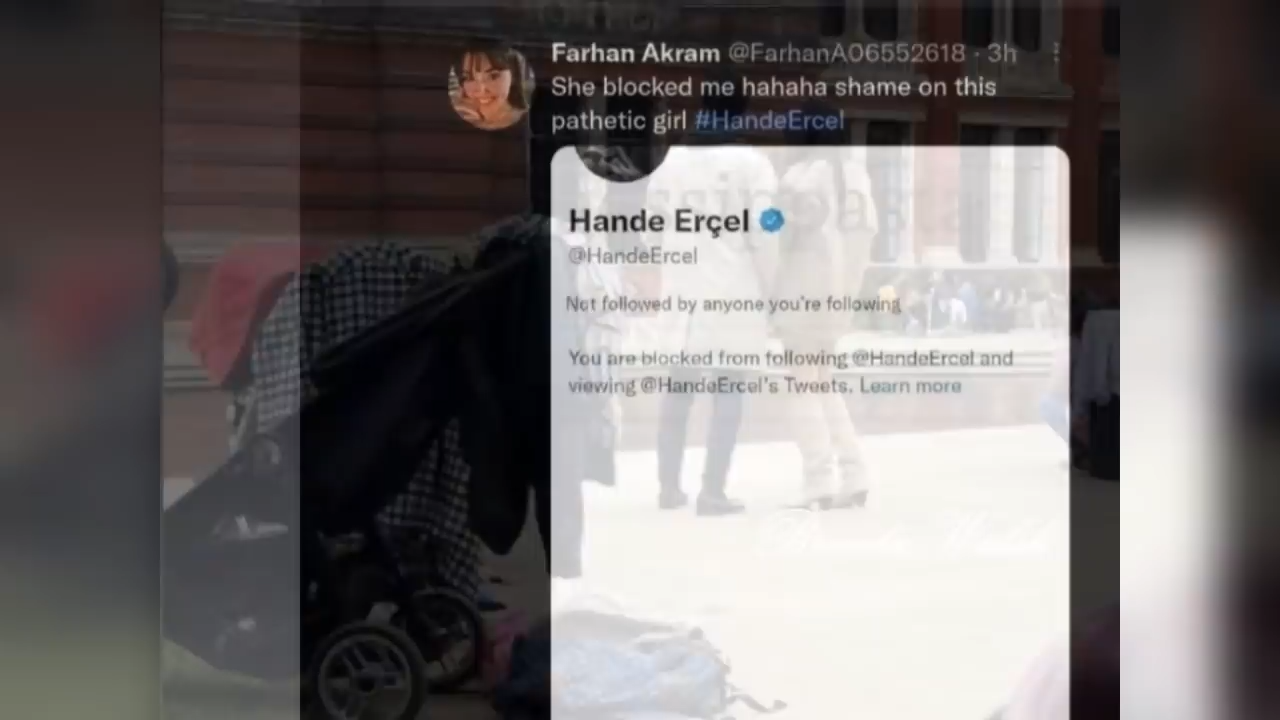 Farhan Akram @FarhanA06552618 · 3h
She blocked me hahaha shame on this
pathetic girl #HandeErcel
Hande Erçel
@HandeErcel
Not followed by anyone you're following
You are blocked from following @HandeErcel and
viewing @HandeErcel's Tweets. Learn more